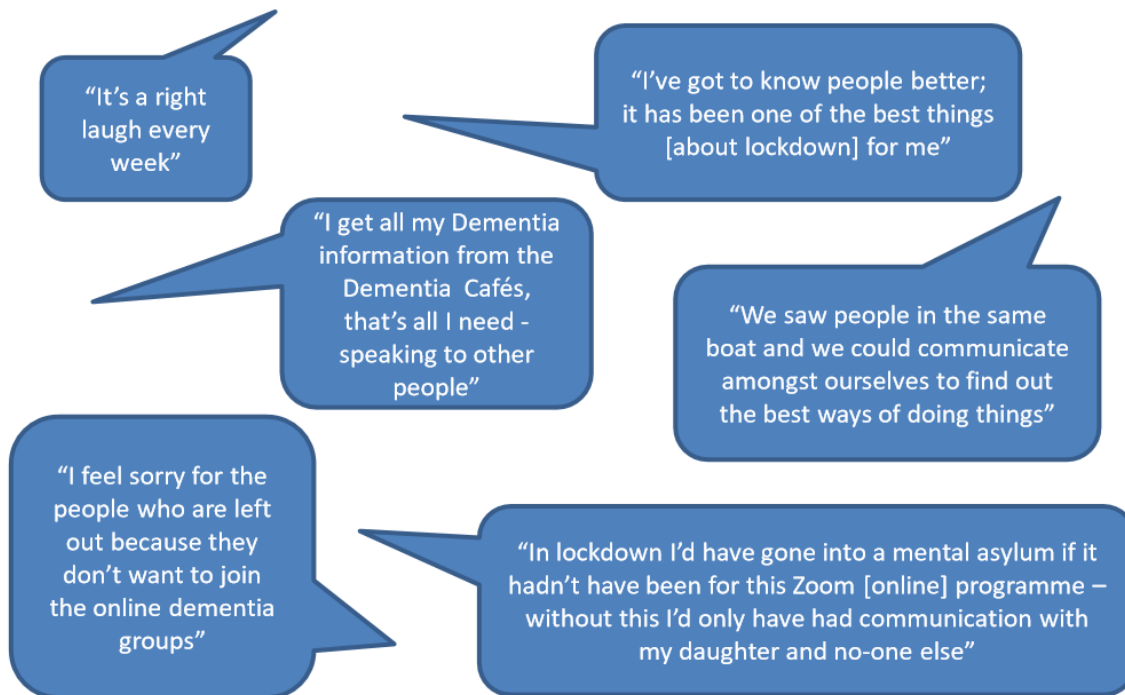 “It’s a right
laugh every
week”
“I’ve got to know people better;
it has been one of the best things
[about lockdown] for me”
“I get all my Dementia
information from the
Dementia Cafés,
that’s all I need -
speaking to other
people”
“We saw people in the same
boat and we could communicate
amongst ourselves to find out
the best ways of doing things”
“I feel sorry for the
people who are left
out because they
don’t want to join
the online dementia
groups”
“In lockdown I’d have gone into a mental asylum if it
hadn’t have been for this Zoom [online] programme –
without this I’d only have had communication with
my daughter and no-one else”